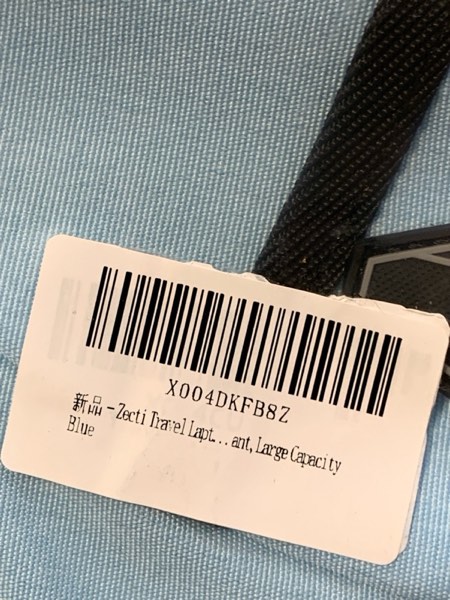 X004DKFB8Z
新品 - Zecti Travel Lapt...ant, Large Capacity
Blue